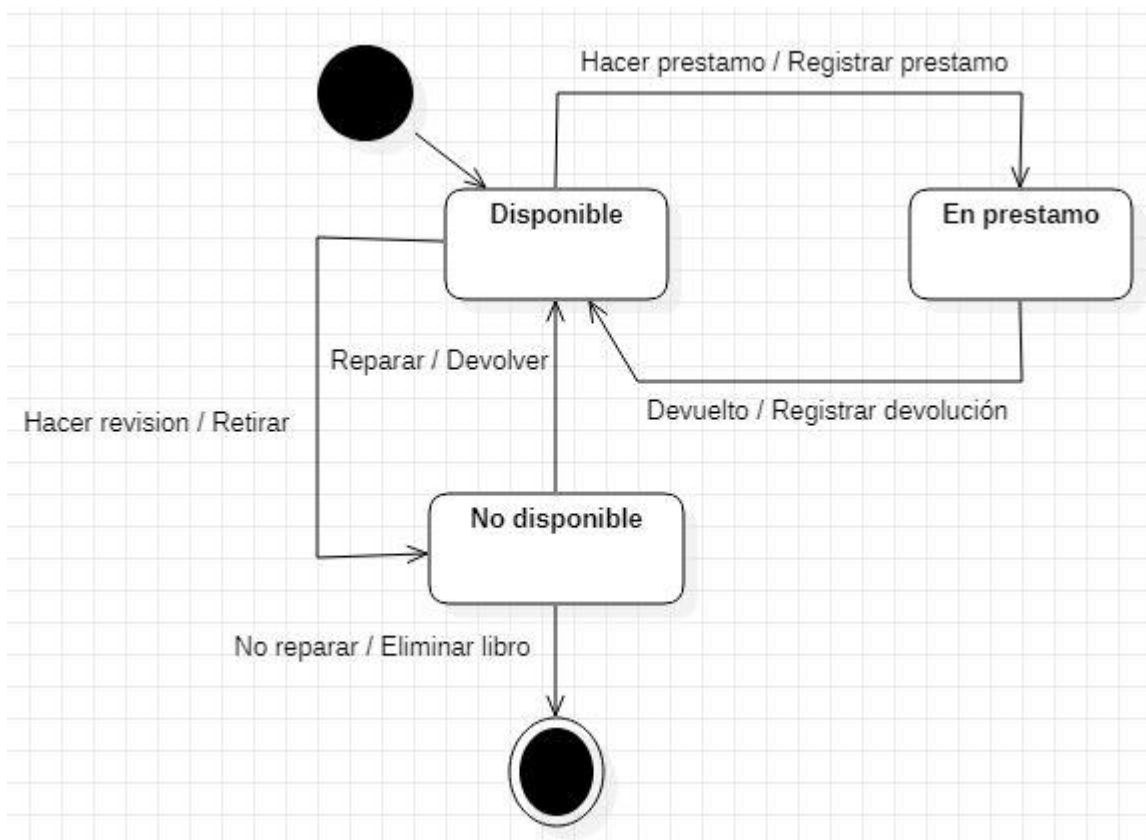 Hacer prestamo / Registrar prestamo
Disponible
En prestamo
Reparar / Devolver
Devuelto / Registrar devolución
Hacer revision / Retirar
No disponible
No reparar / Eliminar libro